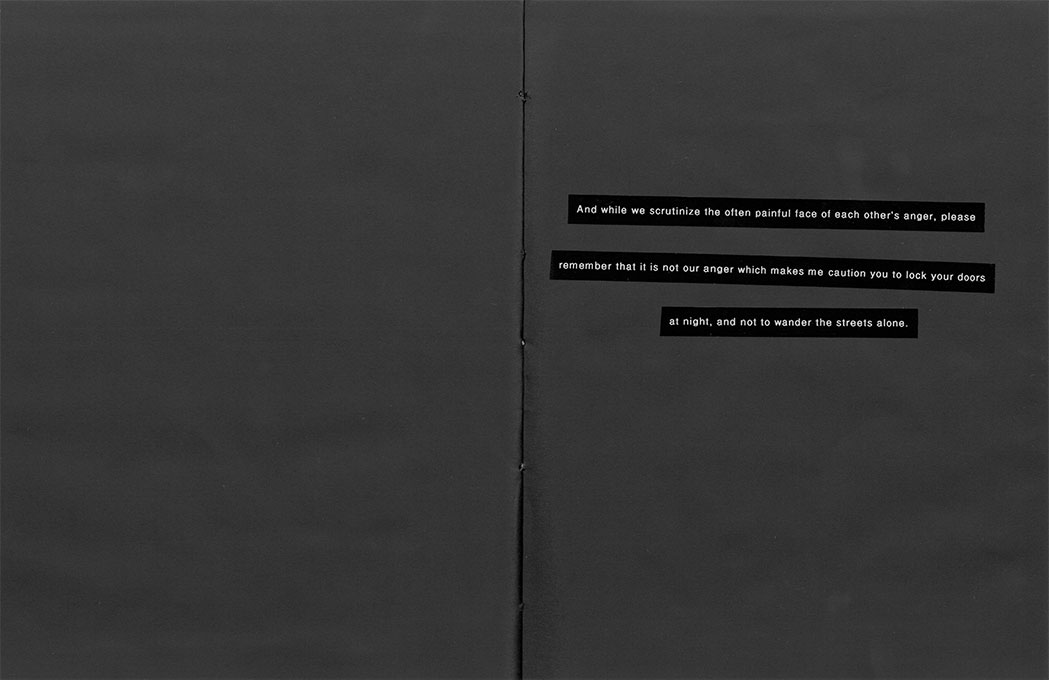 And while we scrutinize the often painful face of each other's anger, please
remember that it is not our anger which makes me caution you to lock your doors
at night, and not to wander the streets alone.